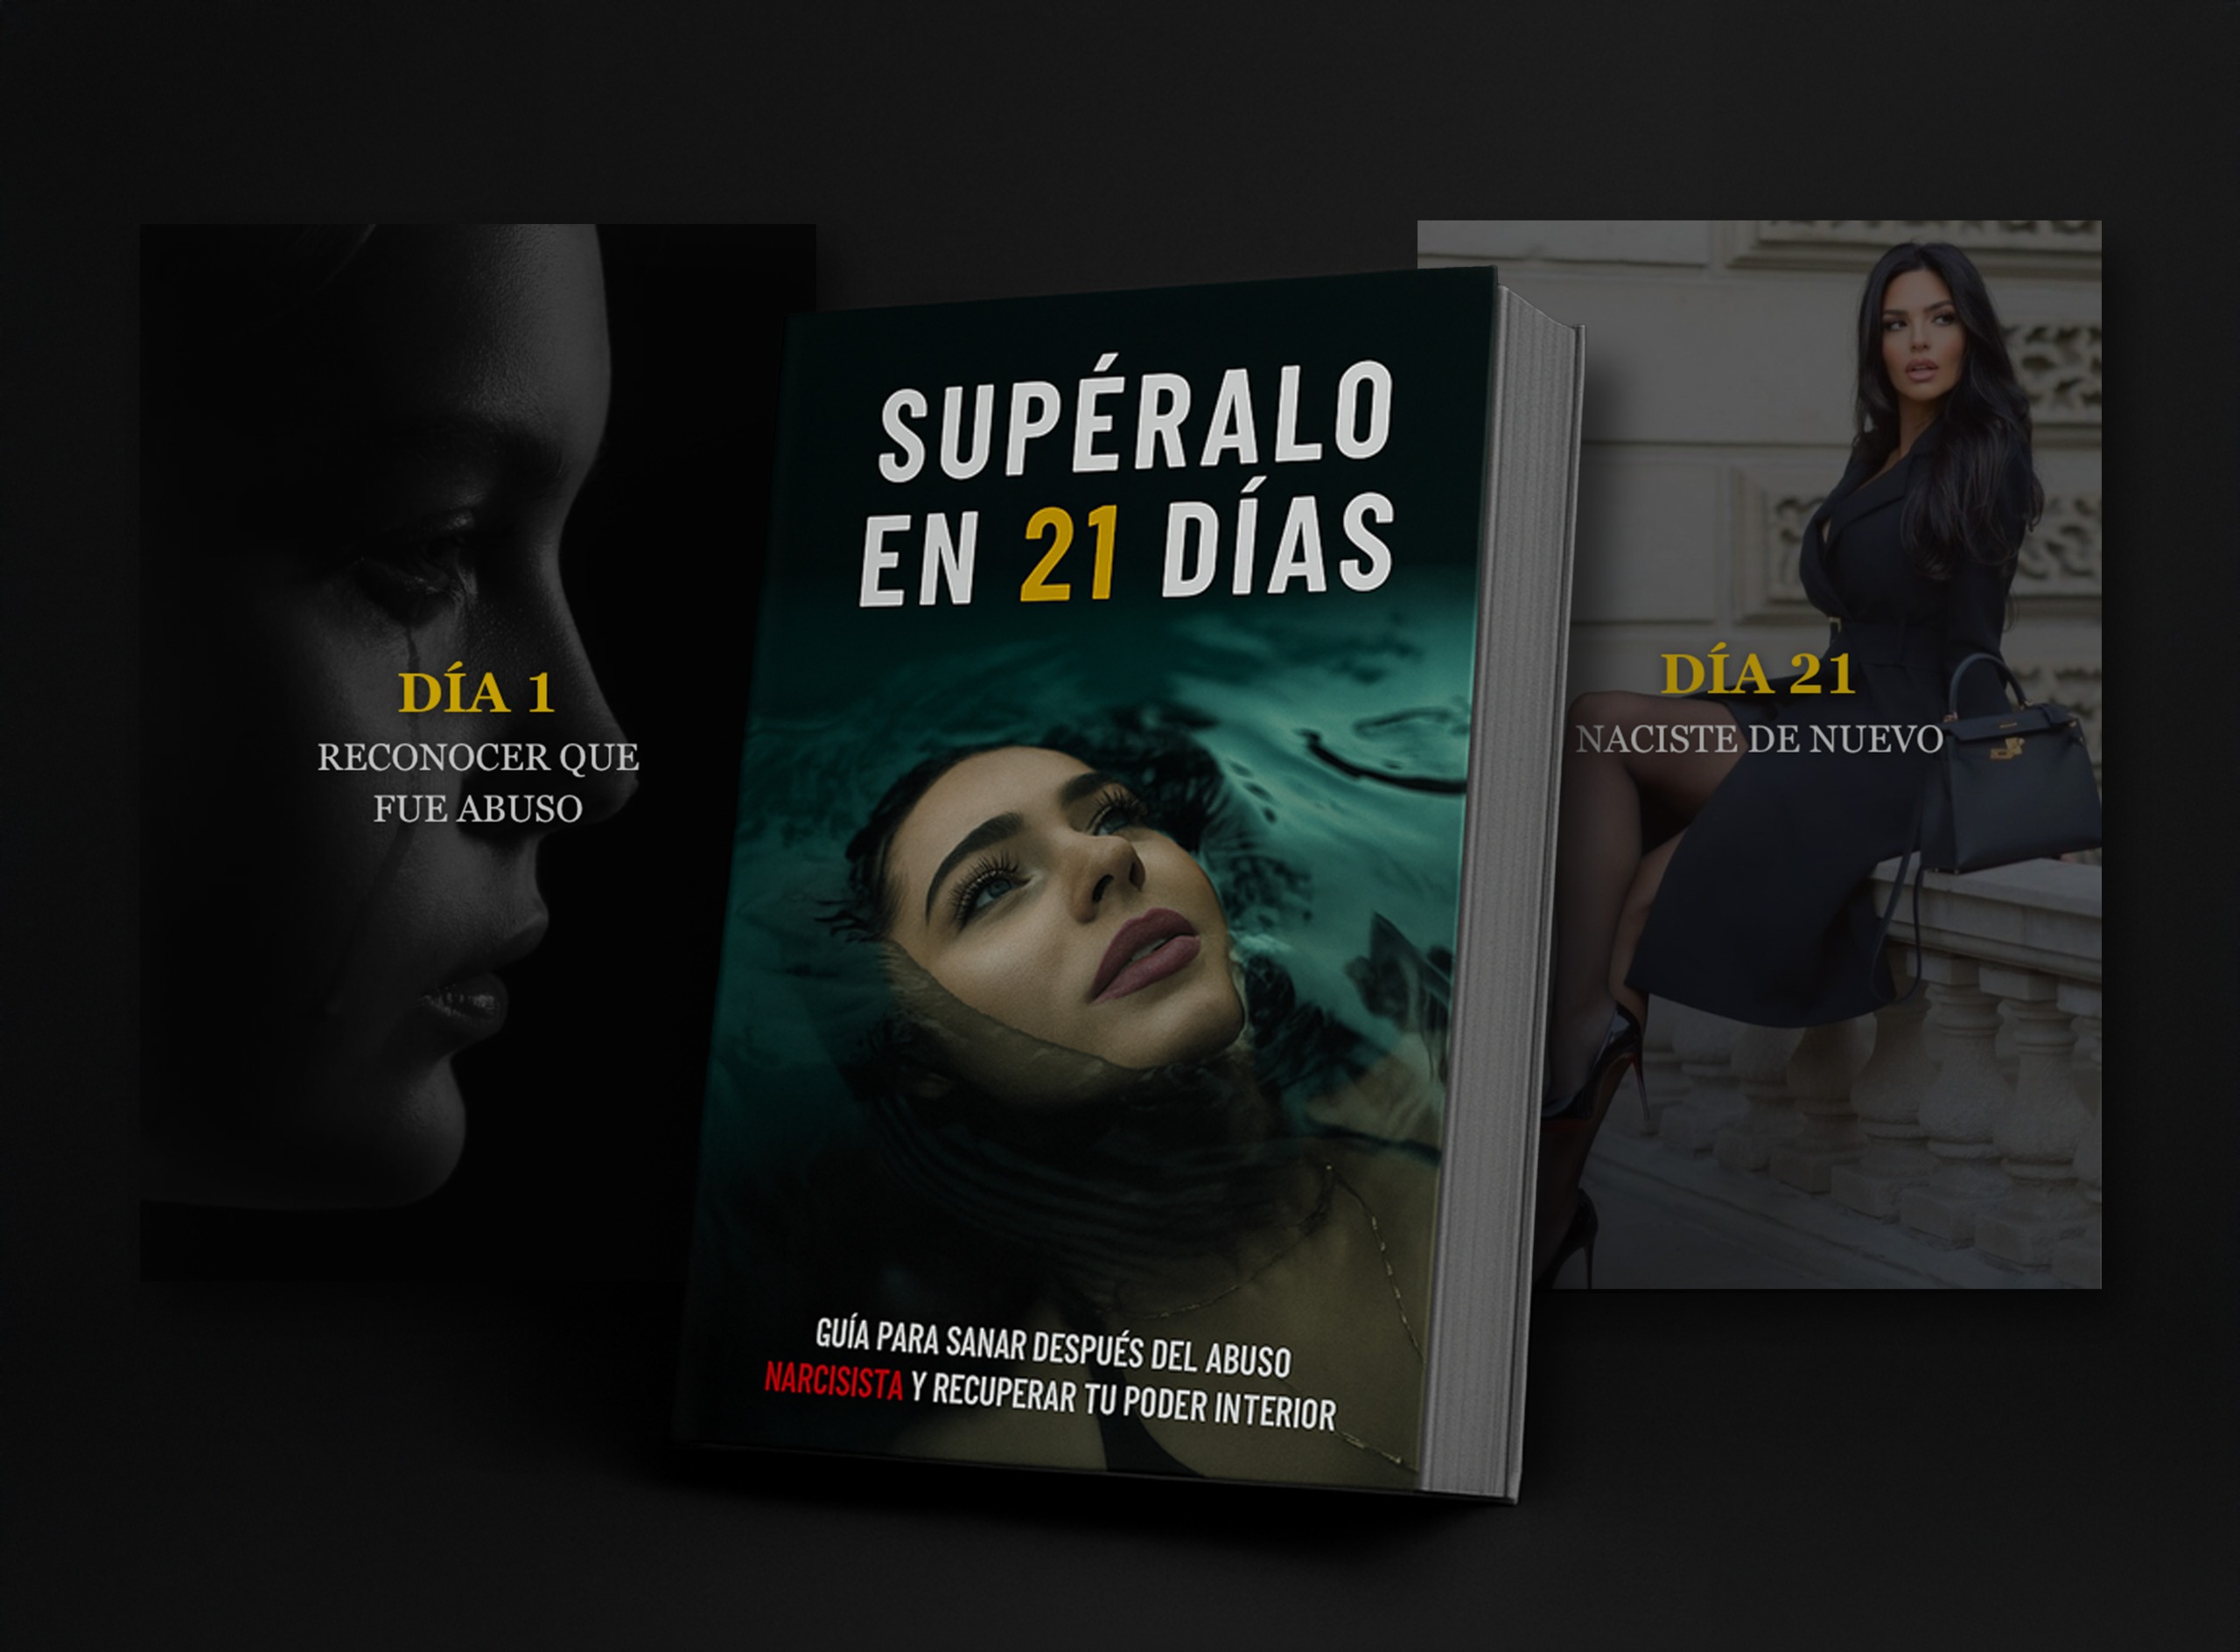 DÍA 1
RECONOCER QUE
FUE ABUSO
SUPÉRALO
EN 21 DÍAS
GUÍA PARA SANAR DESPUÉS DEL ABUSO
NARCISISTA Y RECUPERAR TU PODER INTERIOR
DÍA 21
NACISTE DE NUEVO